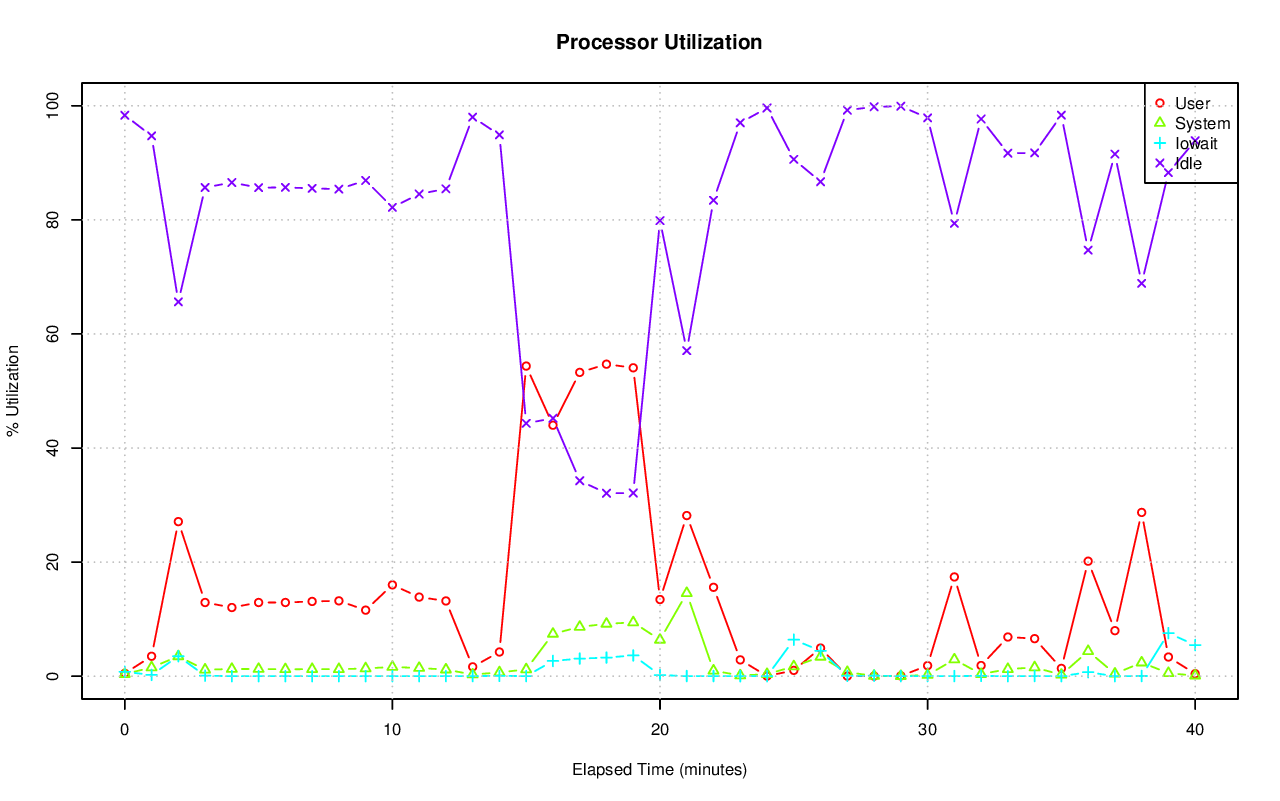 Processor Utilization
% Utilization
100
80
60
40
20
0
User
System
Iowait
Idle
0 10 20 30 40
Elapsed Time (minutes)